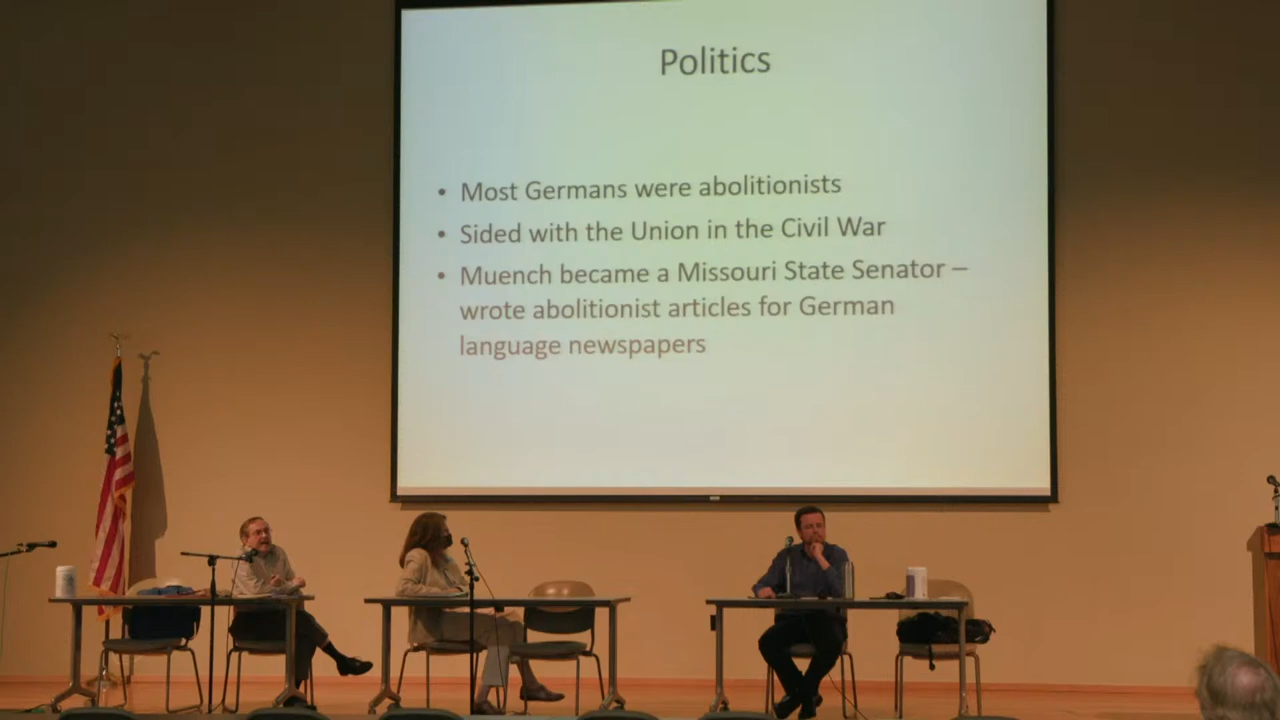 Politics
• Most Germans were abolitionists
• Sided with the Union in the Civil War
• Muench became a Missouri State Senator –
wrote abolitionist articles for German
language newspapers